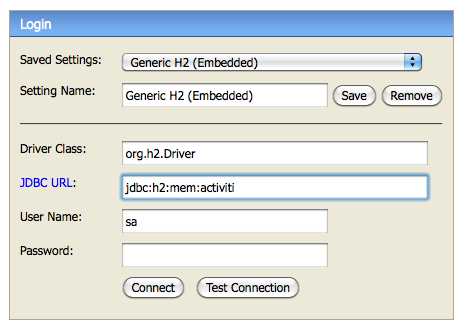 Login
Saved Settings: Generic H2 (Embedded)
Setting Name: Generic H2 (Embedded) Save Remove
Driver Class: org.h2.Driver
JDBC URL: jdbc:h2:mem:activiti
User Name: sa
Password:
Connect Test Connection